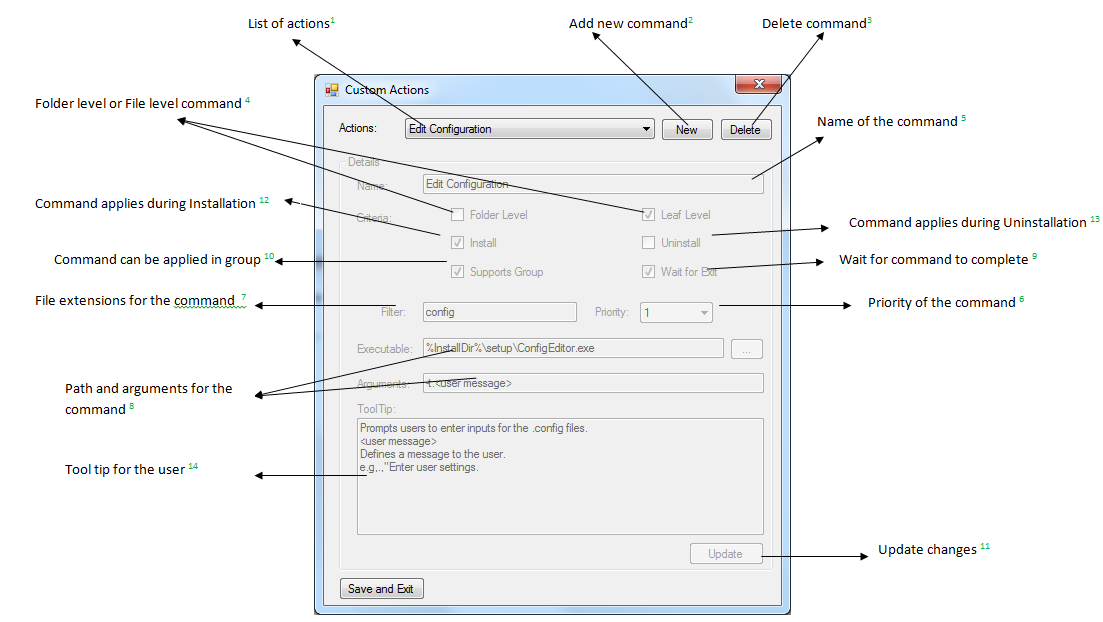 List of actions1
Add new command2
Delete command3
Custom Actions
Folder level or File level command 4
Actions:
Edit Configuration
New
Delete
Name of the command 5
Details
Name:
Edit Configuration
Command applies during Installation 12
Criteria:
Folder Level
Leaf Level
Command applies during Uninstallation 13
Install
Uninstall
Command can be applied in group 10
Supports Group
Wait for Exit
Wait for command to complete 9
File extensions for the command 7
Filter:
config
Priority:
1
Priority of the command 6
Executable:
%InstallDir%\setup\ConfigEditor.exe
...
Path and arguments for the
command 8
Arguments:
t:<user message>
ToolTip:
Prompts users to enter inputs for the .config files.
<user message>
Defines a message to the user.
e.g,.."Enter user settings.
Tool tip for the user 14
Update
Update changes 11
Save and Exit